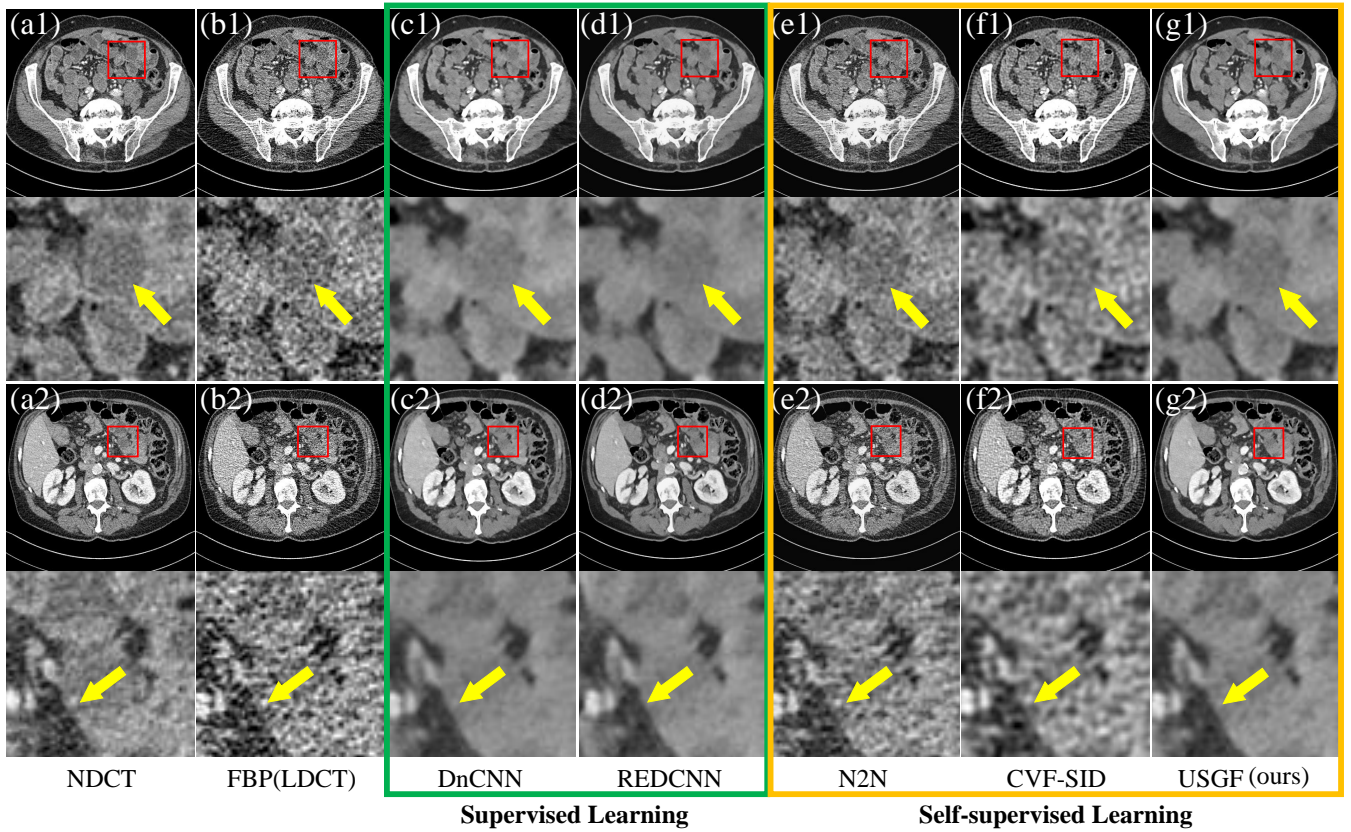 (a1) (b1) (c1) (d1) (e1) (f1) (g1)
(a2) (b2) (c2) (d2) (e2) (f2) (g2)
NDCT FBP(LDCT) DnCNN REDCNN N2N CVF-SID USGF (ours)
Supervised Learning Self-supervised Learning